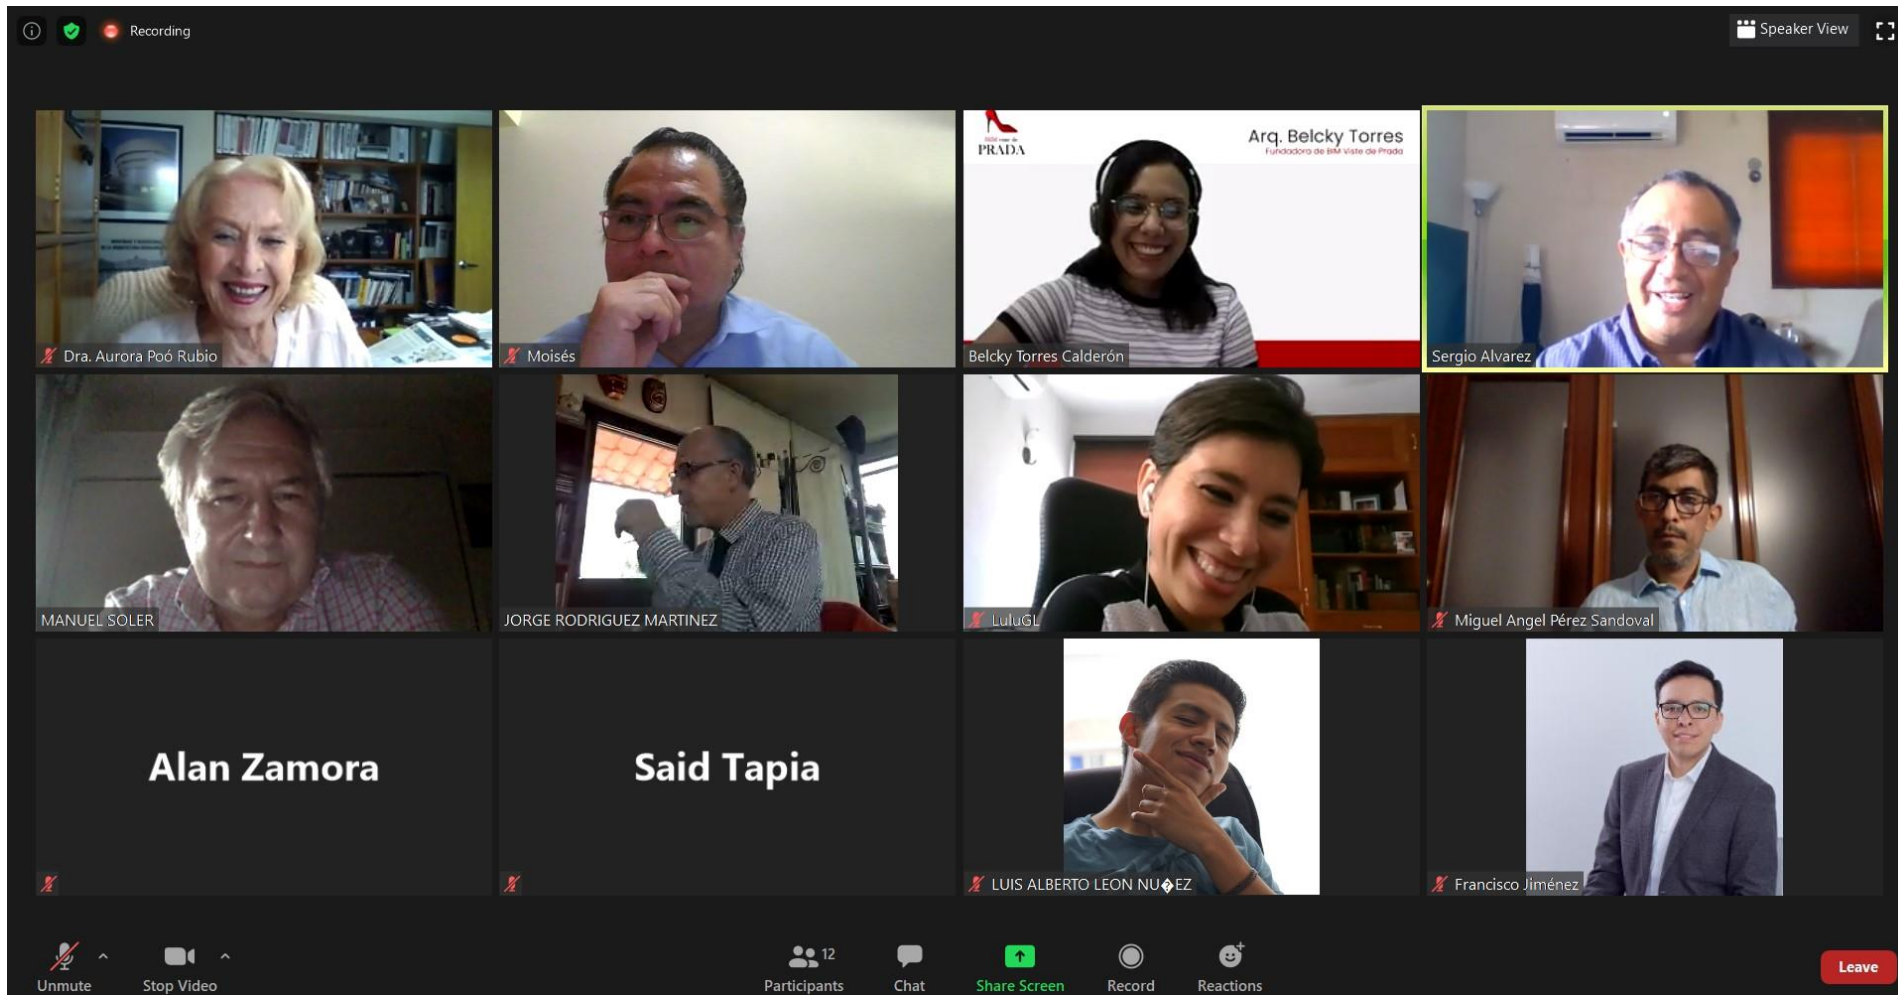 Recording
Speaker View
PRADA
Arq. Belcky Torres
Fundadora de BIM Viste de Prada
Dra. Aurora Poó Rubio
Moisés
Belcky Torres Calderón
Sergio Alvarez
MANUEL SOLER
JORGE RODRIGUEZ MARTINEZ
LuluGL
Miguel Angel Pérez Sandoval
Alan Zamora
Said Tapia
LUIS ALBERTO LEON NU�EZ
Francisco Jiménez
Unmute
Stop Video
12
Participants
Chat
Share Screen
Record
Reactions
Leave